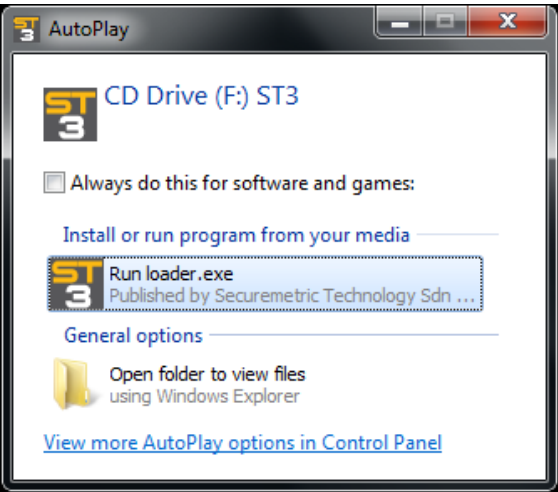 ST
3
AutoPlay
ST
3
CD Drive (F:) ST3
Always do this for software and games:
Install or run program from your media
ST
3
Run loader.exe
Published by Securemetric Technology Sdn ...
General options
Open folder to view files
using Windows Explorer
View more AutoPlay options in Control Panel